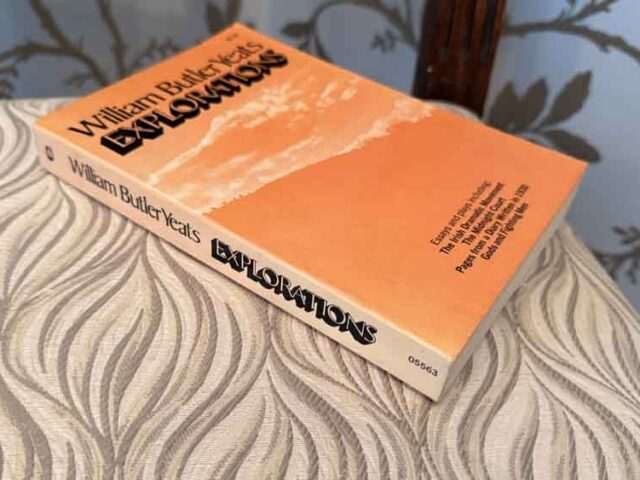 William Butler Yeats
EXPLORATIONS
Essays and plays including:
The Irish Dramatic Movement
The Midnight Court
Pages from a Diary Written in 1930
Gods and Fighting Men
William Butler Yeats
EXPLORATIONS
05563